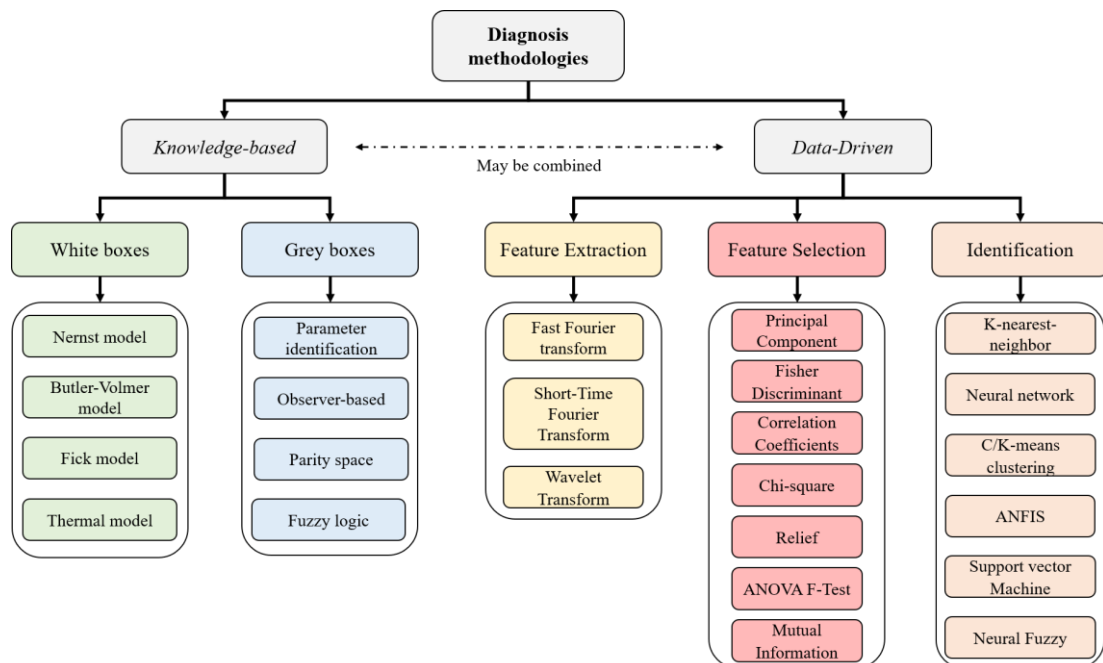 Diagnosis
methodologies
Knowledge-based
May be combined
Data-Driven
White boxes
Grey boxes
Feature Extraction
Feature Selection
Identification
Nernst model
Butler-Volmer
model
Fick model
Thermal model
Parameter
identification
Observer-based
Parity space
Fuzzy logic
Fast Fourier
transform
Short-Time
Fourier
Transform
Wavelet
Transform
Principal
Component
Fisher
Discriminant
Correlation
Coefficients
Chi-square
Relief
ANOVA F-Test
Mutual
Information
K-nearest-
neighbor
Neural network
C/K-means
clustering
ANFIS
Support vector
Machine
Neural Fuzzy